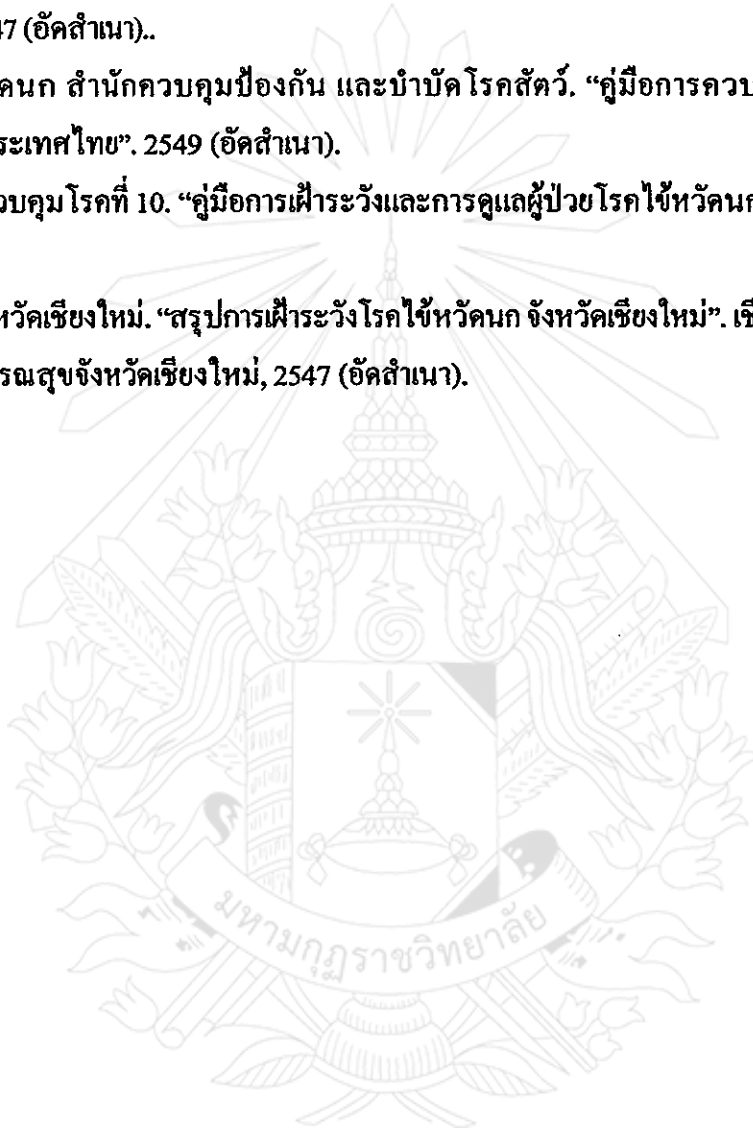 47 (อัดสำเนา)..
ดนก สำนักควบคุมป้องกัน และบำบัดโรคสัตว์. “คู่มือการควบ
ระเทศไทย”. 2549 (อัดสำเนา).
วบคุมโรคที่ 10. “คู่มือการเฝ้าระวังและการดูแลผู้ป่วยโรคไข้หวัดนก
หวัดเชียงใหม่. “สรุปการเฝ้าระวังโรคไข้หวัดนก จังหวัดเชียงใหม่”. เชี
รณสุขจังหวัดเชียงใหม่, 2547 (อัดสำเนา).
มหามกุฏราชวิทยาลัย